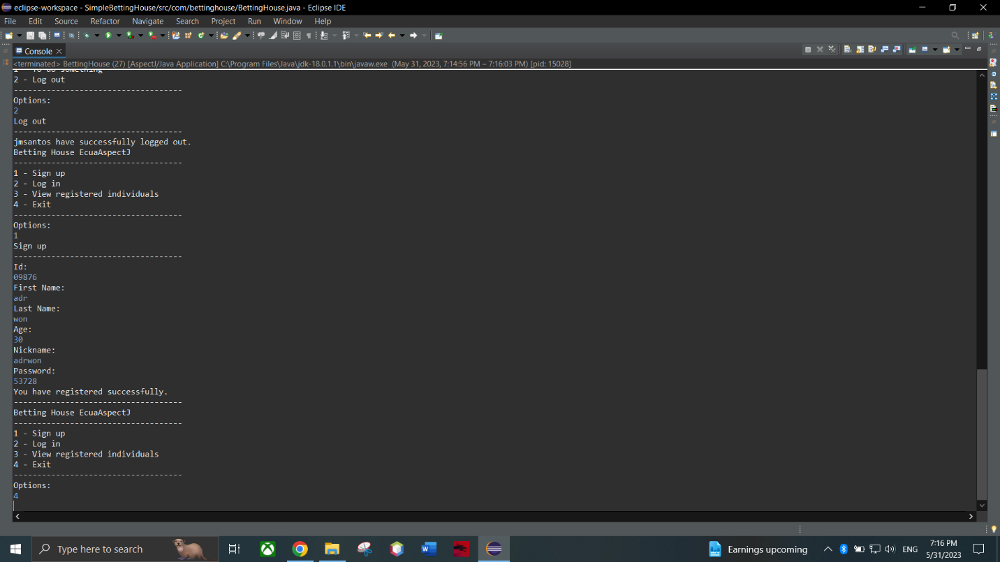 eclipse-workspace - SimpleBettingHouse/src/com/bettinghouse/BettingHouse.java - Eclipse IDE
File Edit Source Refactor Navigate Search Project Run Window Help
Console
<terminated> BettingHouse (27) [AspectJ/Java Application] C:\Program Files\Java\jdk-18.0.1.1\bin\javaw.exe (May 31, 2023, 7:14:56 PM – 7:16:03 PM) [pid: 15028]
1 - To do something
2 - Log out
------------------------------------
Options:
2
Log out
------------------------------------
jmsantos have successfully logged out.
Betting House EcuaAspectJ
------------------------------------
1 - Sign up
2 - Log in
3 - View registered individuals
4 - Exit
------------------------------------
Options:
1
Sign up
------------------------------------
Id:
09876
First Name:
adr
Last Name:
won
Age:
30
Nickname:
adrwon
Password:
53728
You have registered successfully.
------------------------------------
Betting House EcuaAspectJ
------------------------------------
1 - Sign up
2 - Log in
3 - View registered individuals
4 - Exit
------------------------------------
Options:
4
Type here to search
Earnings upcoming
ENG
7:16 PM
5/31/2023